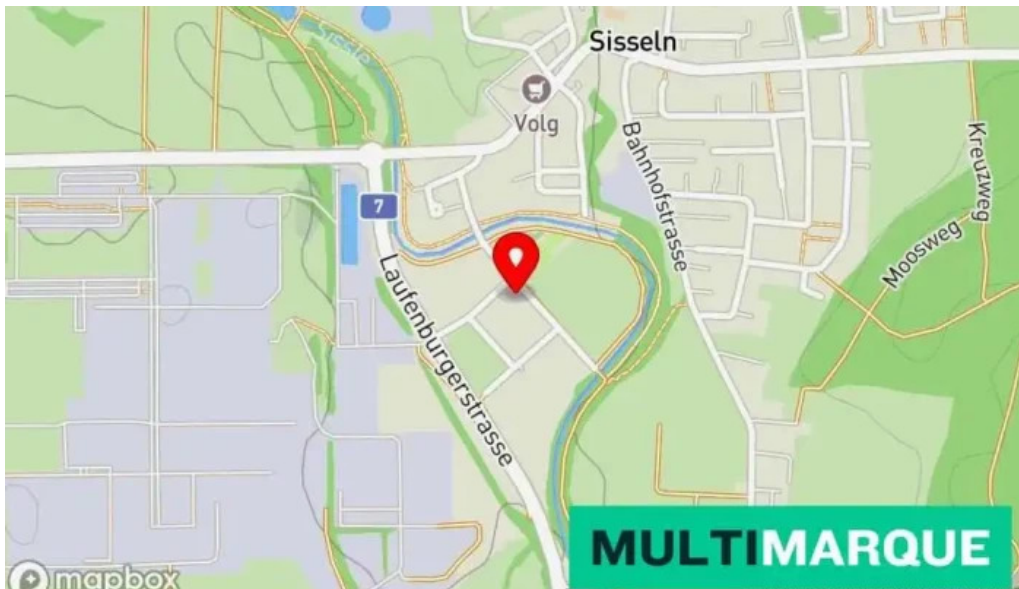 Sissle
Sisseln
Volg
Bahnhofstrasse
Kreuzweg
7
Moosweg
Laufenburgerstrasse
MULTIMARQUE
mapbox